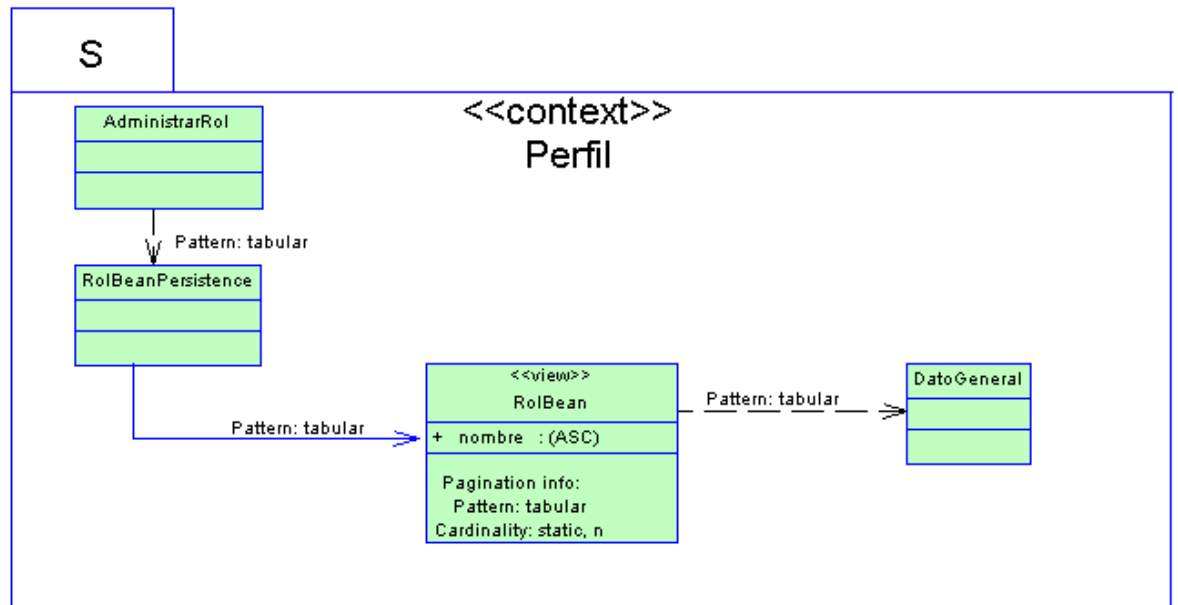 S
<<context>>
Perfil
AdministrarRol
Pattern: tabular
RolBeanPersistence
Pattern: tabular
<<view>>
RolBean
+ nombre : (ASC)
Pagination info:
Pattern: tabular
Cardinality: static, n
Pattern: tabular
DatoGeneral